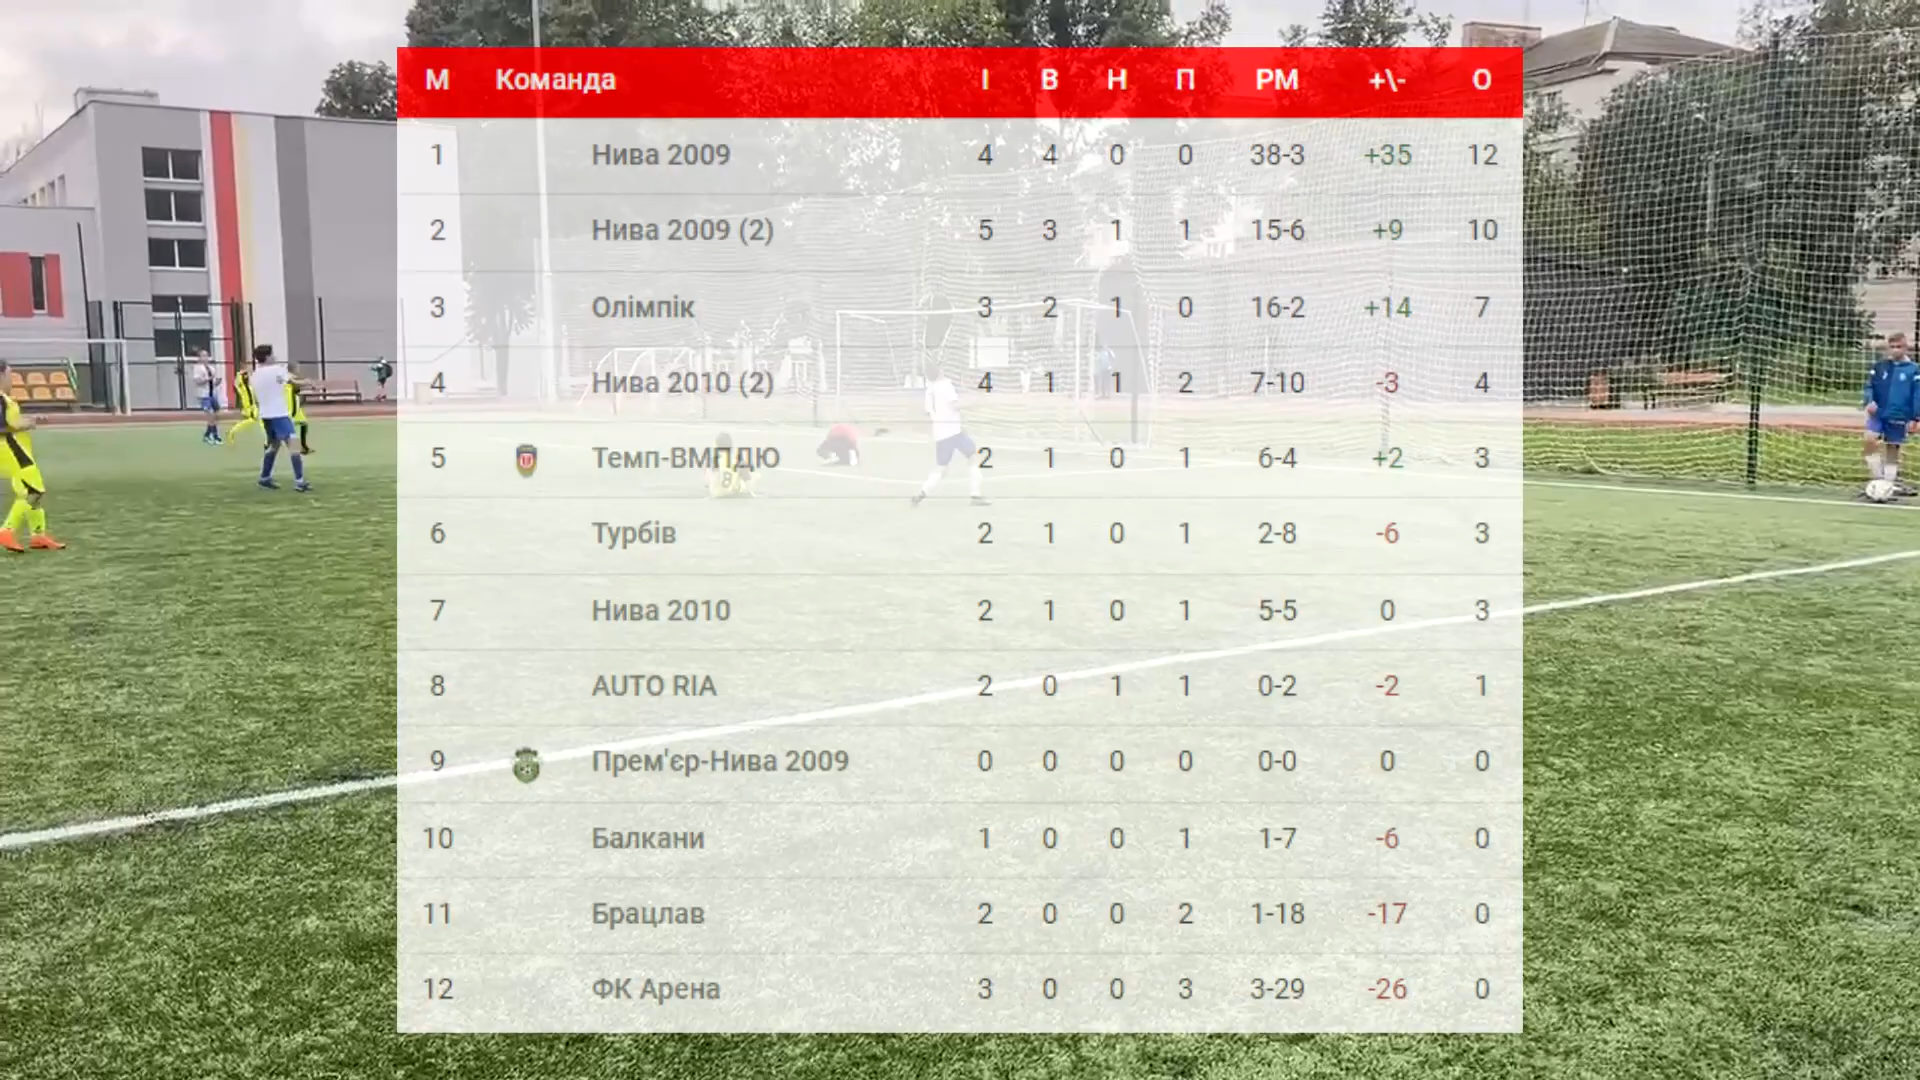 М Команда І В Н П РМ +\- О
1 Нива 2009 4 4 0 0 38-3 +35 12
2 Нива 2009 (2) 5 3 1 1 15-6 +9 10
3 Олімпік 3 2 1 0 16-2 +14 7
4 Нива 2010 (2) 4 1 1 2 7-10 -3 4
5 Темп-ВМПДЮ 2 1 0 1 6-4 +2 3
6 Турбів 2 1 0 1 2-8 -6 3
7 Нива 2010 2 1 0 1 5-5 0 3
8 AUTO RIA 2 0 1 1 0-2 -2 1
9 Прем'єр-Нива 2009 0 0 0 0 0-0 0 0
10 Балкани 1 0 0 1 1-7 -6 0
11 Брацлав 2 0 0 2 1-18 -17 0
12 ФК Арена 3 0 0 3 3-29 -26 0